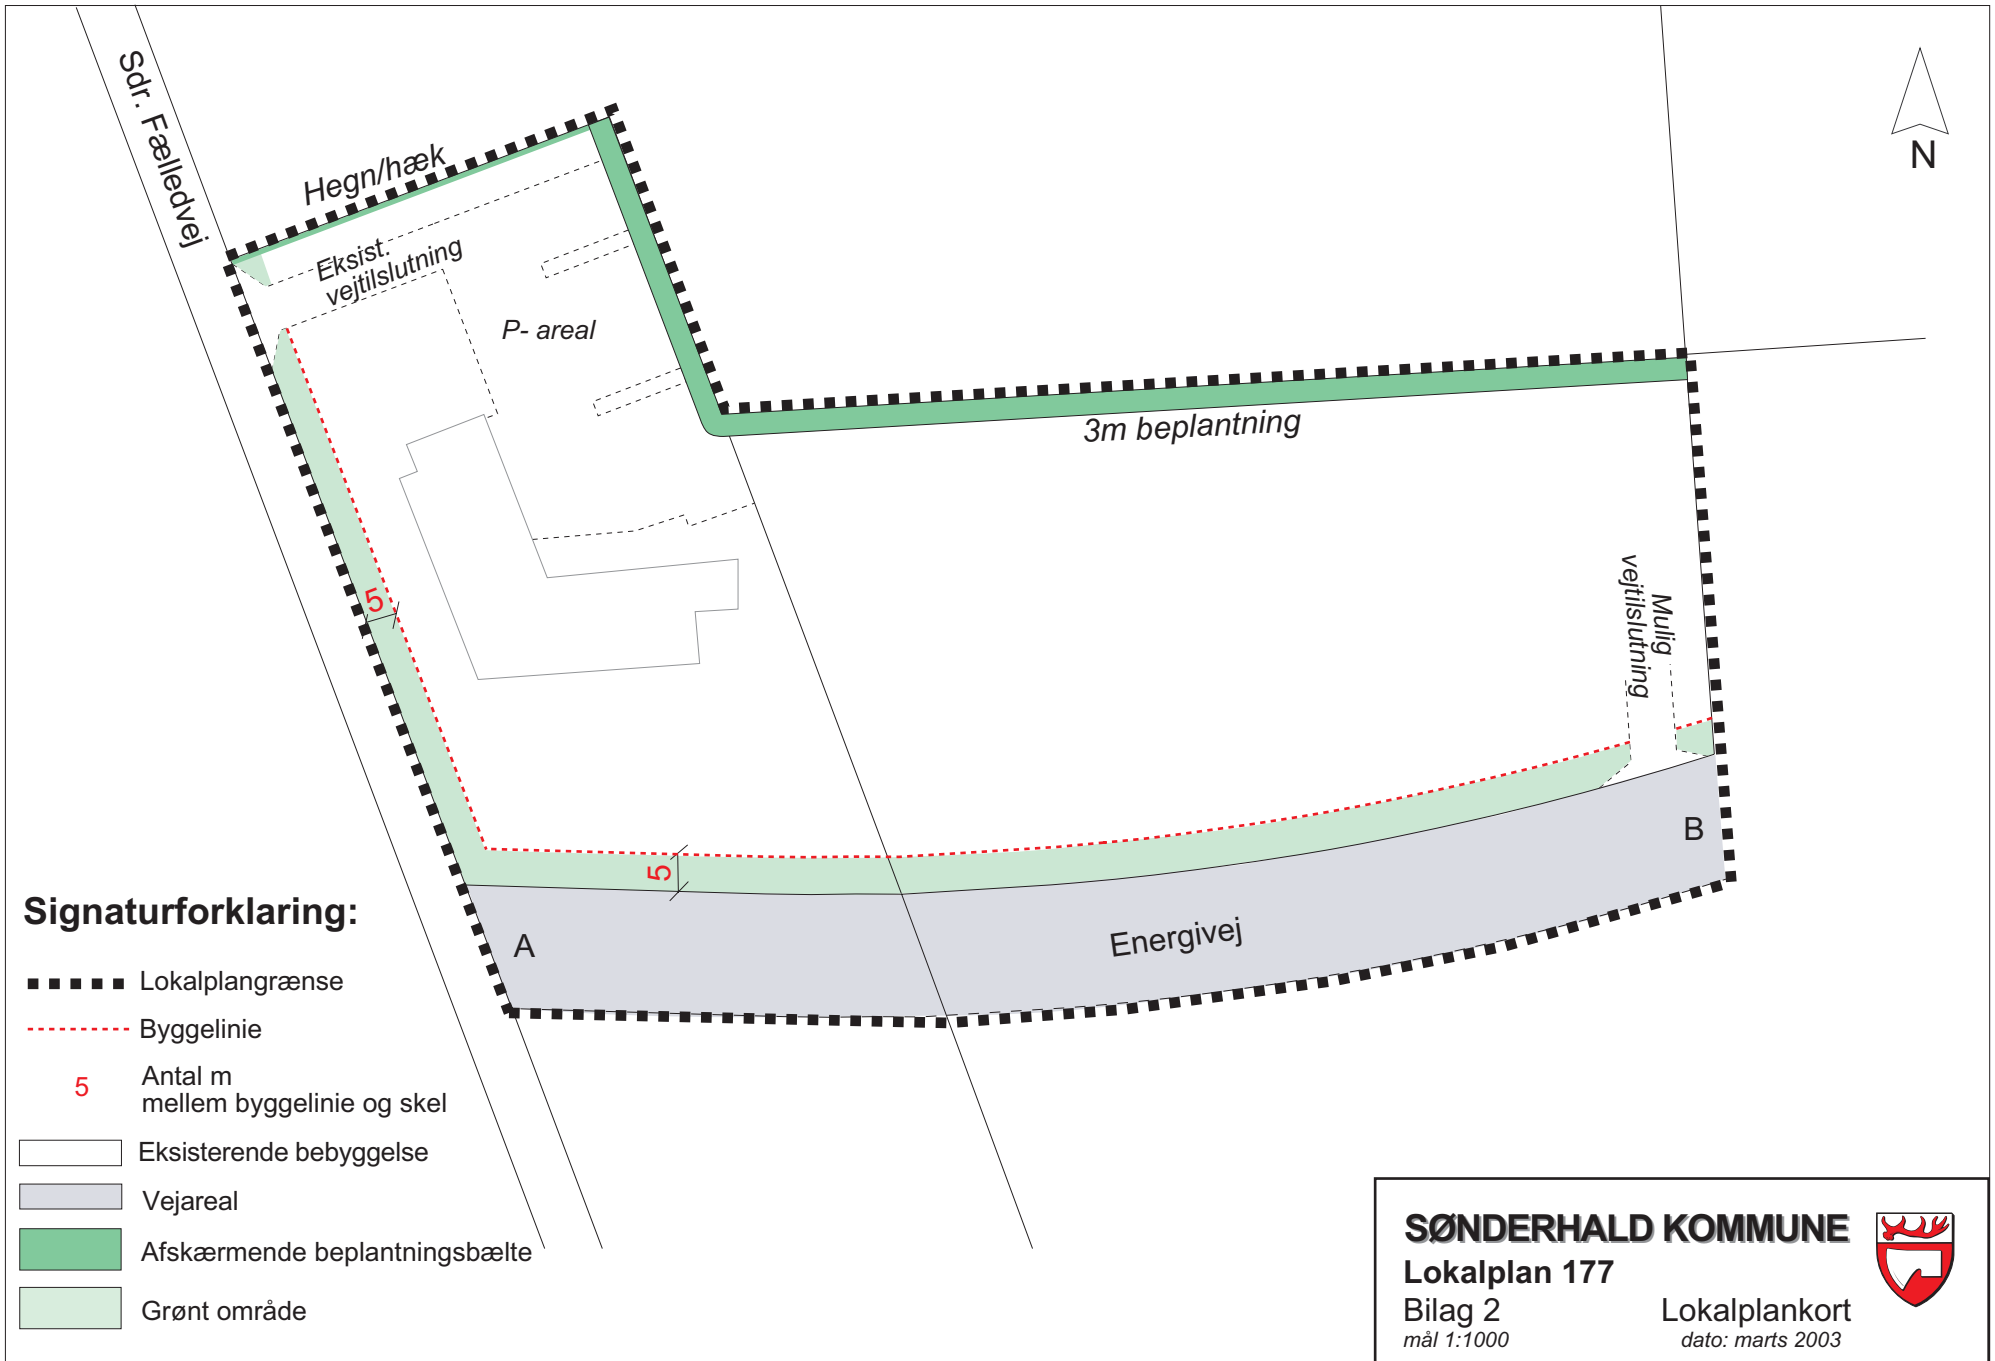 Sdr. Fælledvej
Hegn/hæk
Eksist.
vejtilslutning
P- areal
N
3m beplantning
Mulig
vejtilslutning
5
5
A
B
Energivej
Signaturforklaring:
Lokalplangrænse
Byggelinie
5
Antal m
mellem byggelinie og skel
Eksisterende bebyggelse
Vejareal
Afskærmende beplantningsbælte
Grønt område
SØNDERHALD KOMMUNE
Lokalplan 177
Bilag 2 Lokalplankort
mål 1:1000 dato: marts 2003